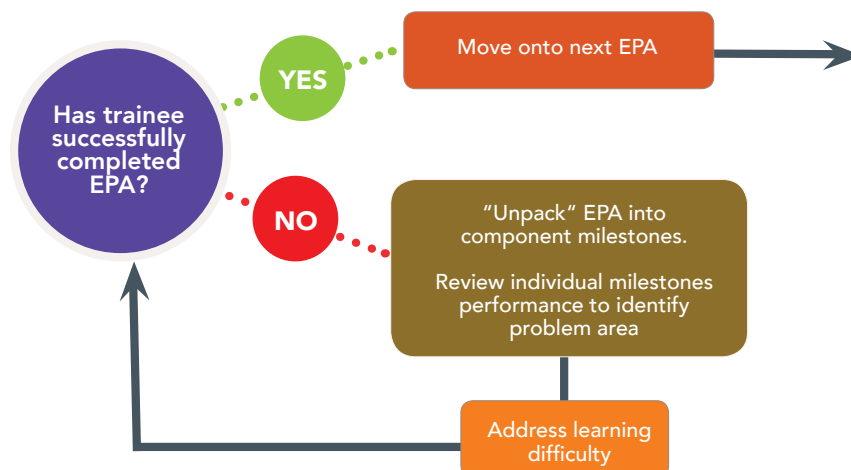 Has trainee
successfully
completed
EPA?
YES
Move onto next EPA
NO
“Unpack” EPA into
component milestones.
Review individual milestones
performance to identify
problem area
Address learning
difficulty